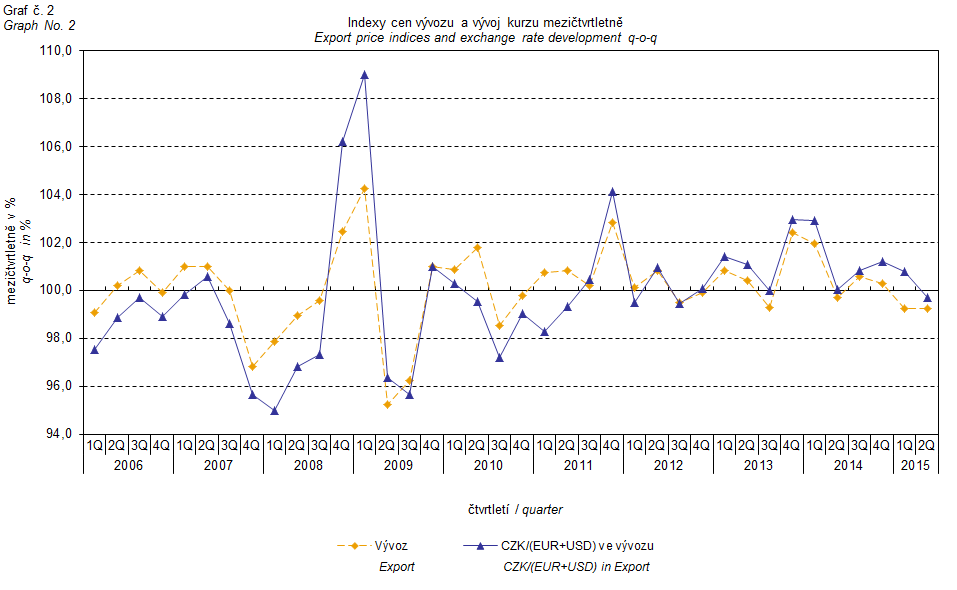 Graf č. 2
Graph No. 2
Indexy cen vývozu a vývoj kurzu mezičtvrtletně
Export price indices and exchange rate development q-o-q
110,0
108,0
106,0
104,0
102,0
100,0
98,0
96,0
94,0
mezičtvrtletně v %
q-o-q in %
1Q 2Q 3Q 4Q 1Q 2Q 3Q 4Q 1Q 2Q 3Q 4Q 1Q 2Q 3Q 4Q 1Q 2Q 3Q 4Q 1Q 2Q 3Q 4Q 1Q 2Q 3Q 4Q 1Q 2Q 3Q 4Q 1Q 2Q 3Q 4Q 1Q 2Q
2006 2007 2008 2009 2010 2011 2012 2013 2014 2015
čtvrtletí / quarter
Vývoz CZK/(EUR+USD) ve vývozu
Export CZK/(EUR+USD) in Export